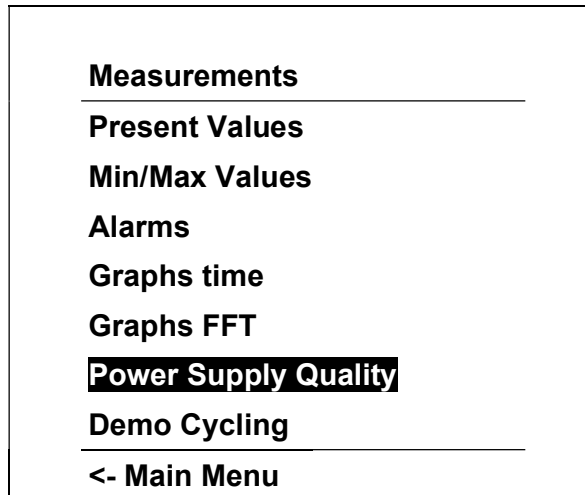 Measurements
Present Values
Min/Max Values
Alarms
Graphs time
Graphs FFT
Power Supply Quality
Demo Cycling
<- Main Menu